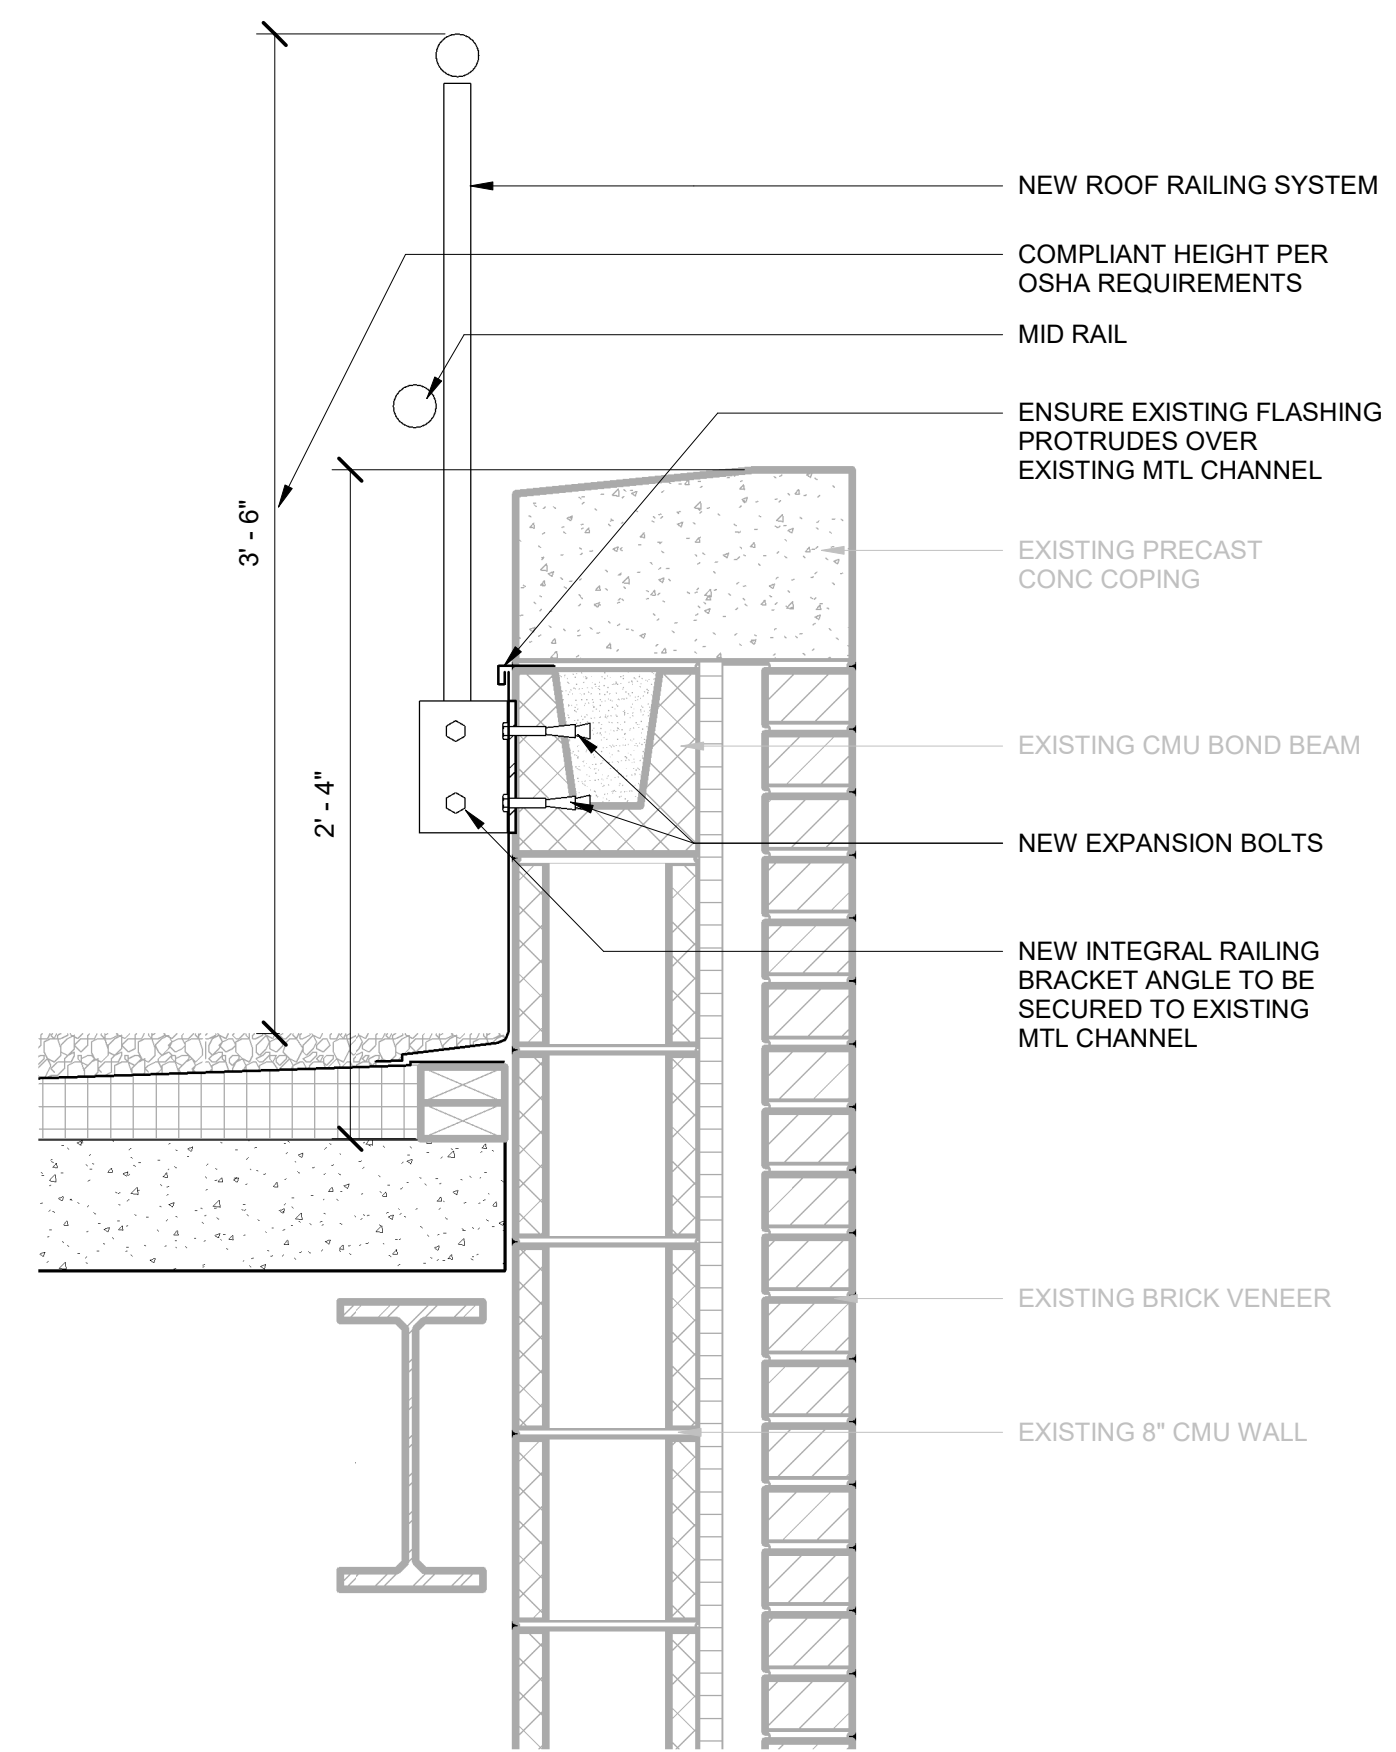 NEW ROOF RAILING SYSTEM
COMPLIANT HEIGHT PER
OSHA REQUIREMENTS
MID RAIL
ENSURE EXISTING FLASHING
PROTRUDES OVER
EXISTING MTL CHANNEL
3' - 6"
EXISTING PRECAST
CONC COPING
EXISTING CMU BOND BEAM
2' - 4"
NEW EXPANSION BOLTS
NEW INTEGRAL RAILING
BRACKET ANGLE TO BE
SECURED TO EXISTING
MTL CHANNEL
EXISTING BRICK VENEER
EXISTING 8" CMU WALL